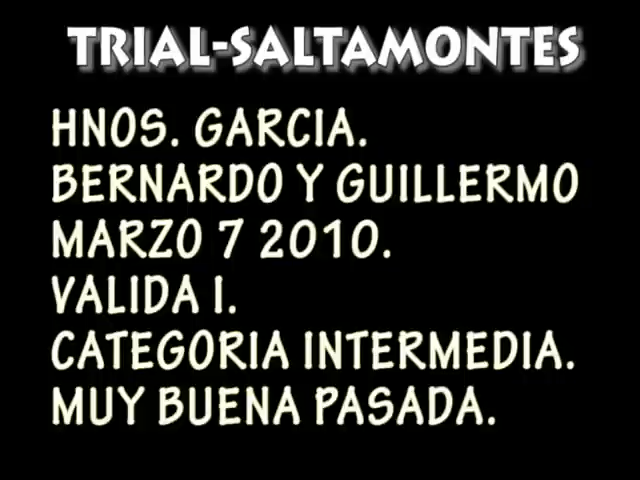 TRIAL-SALTAMONTES
HNOS. GARCIA.
BERNARDO Y GUILLERMO
MARZO 7 2010.
VALIDA I.
CATEGORIA INTERMEDIA.
MUY BUENA PASADA.